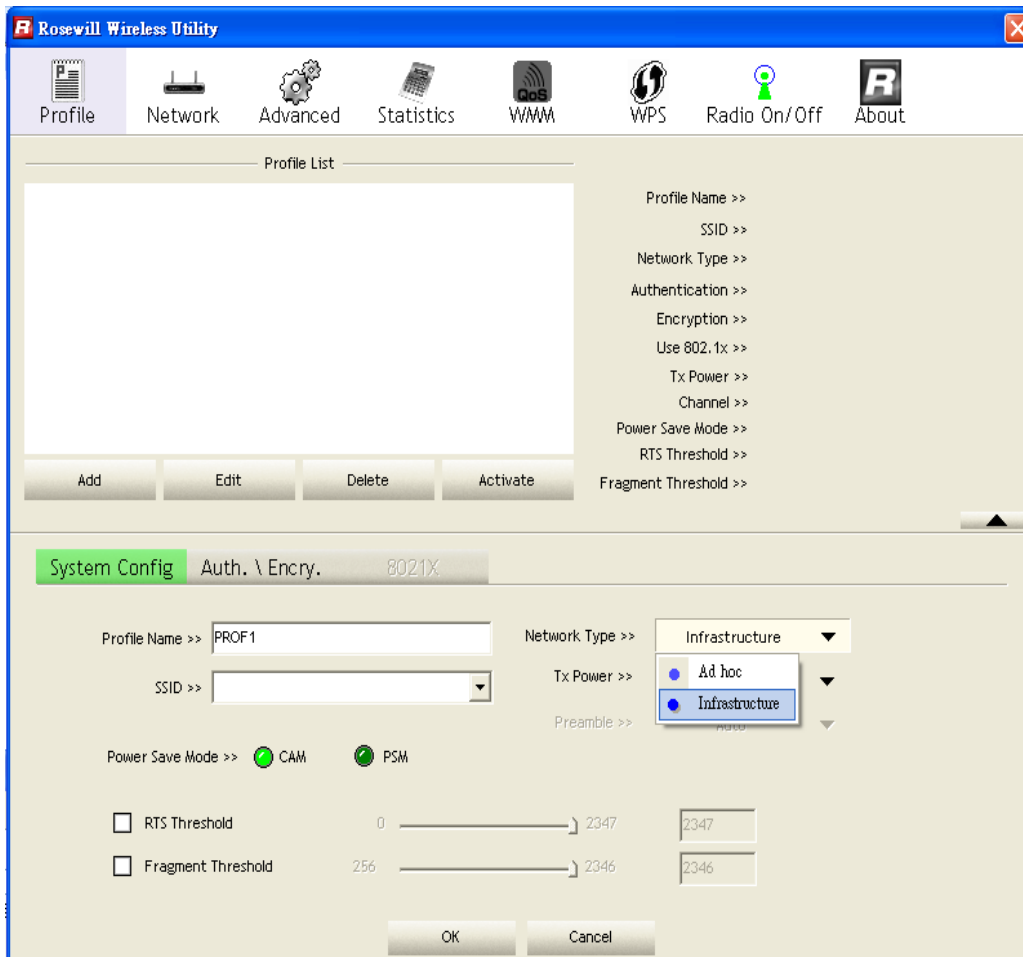 Rosewill Wireless Utility
Profile Network Advanced Statistics QoS WMM WPS Radio On/Off R About
Profile List
Profile Name >>
SSID >>
Network Type >>
Authentication >>
Encryption >>
Use 802.1x >>
Tx Power >>
Channel >>
Power Save Mode >>
RTS Threshold >>
Fragment Threshold >>
Add Edit Delete Activate
System Config Auth. \ Encry. 8021X
Profile Name >> PROF1 Network Type >> Infrastructure
SSID >> Tx Power >> Ad hoc
Infrastructure
Preamble >> Auto
Power Save Mode >> CAM PSM
RTS Threshold 0 2347 2347
Fragment Threshold 256 2346 2346
OK Cancel